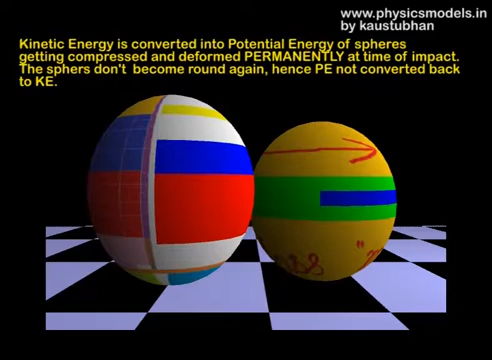 www.physicsmodels.in
by kaustubhan
Kinetic Energy is converted into Potential Energy of spheres
getting compressed and deformed PERMANENTLY at time of impact.
The sphers don't become round again, hence PE not converted back
to KE.